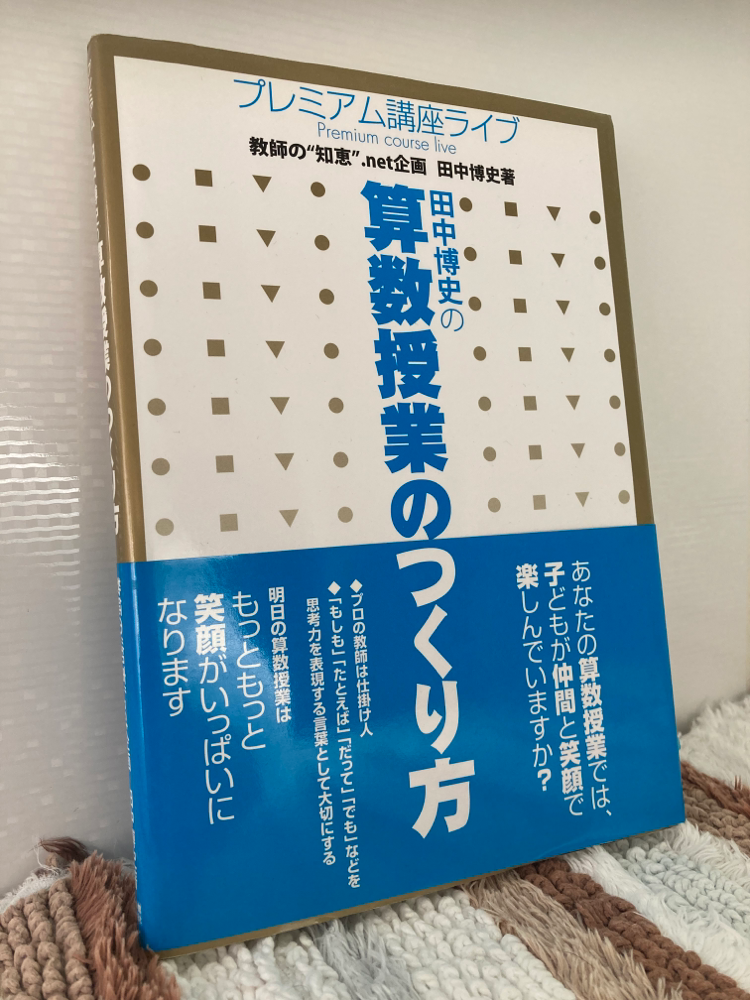 プレミアム講座ライブ
Premium course live
教師の“知恵”.net企画 田中博史著
田中博史の
算数授業のつくり方
あなたの算数授業では、
子どもが仲間と笑顔で
楽しんでいますか?
◆プロの教師は仕掛け人
◆「もしも」「たとえば」「だって」「でも」などを
思考力を表現する言葉として大切にする
明日の算数授業は
もっともっと
笑顔がいっぱいに
なります